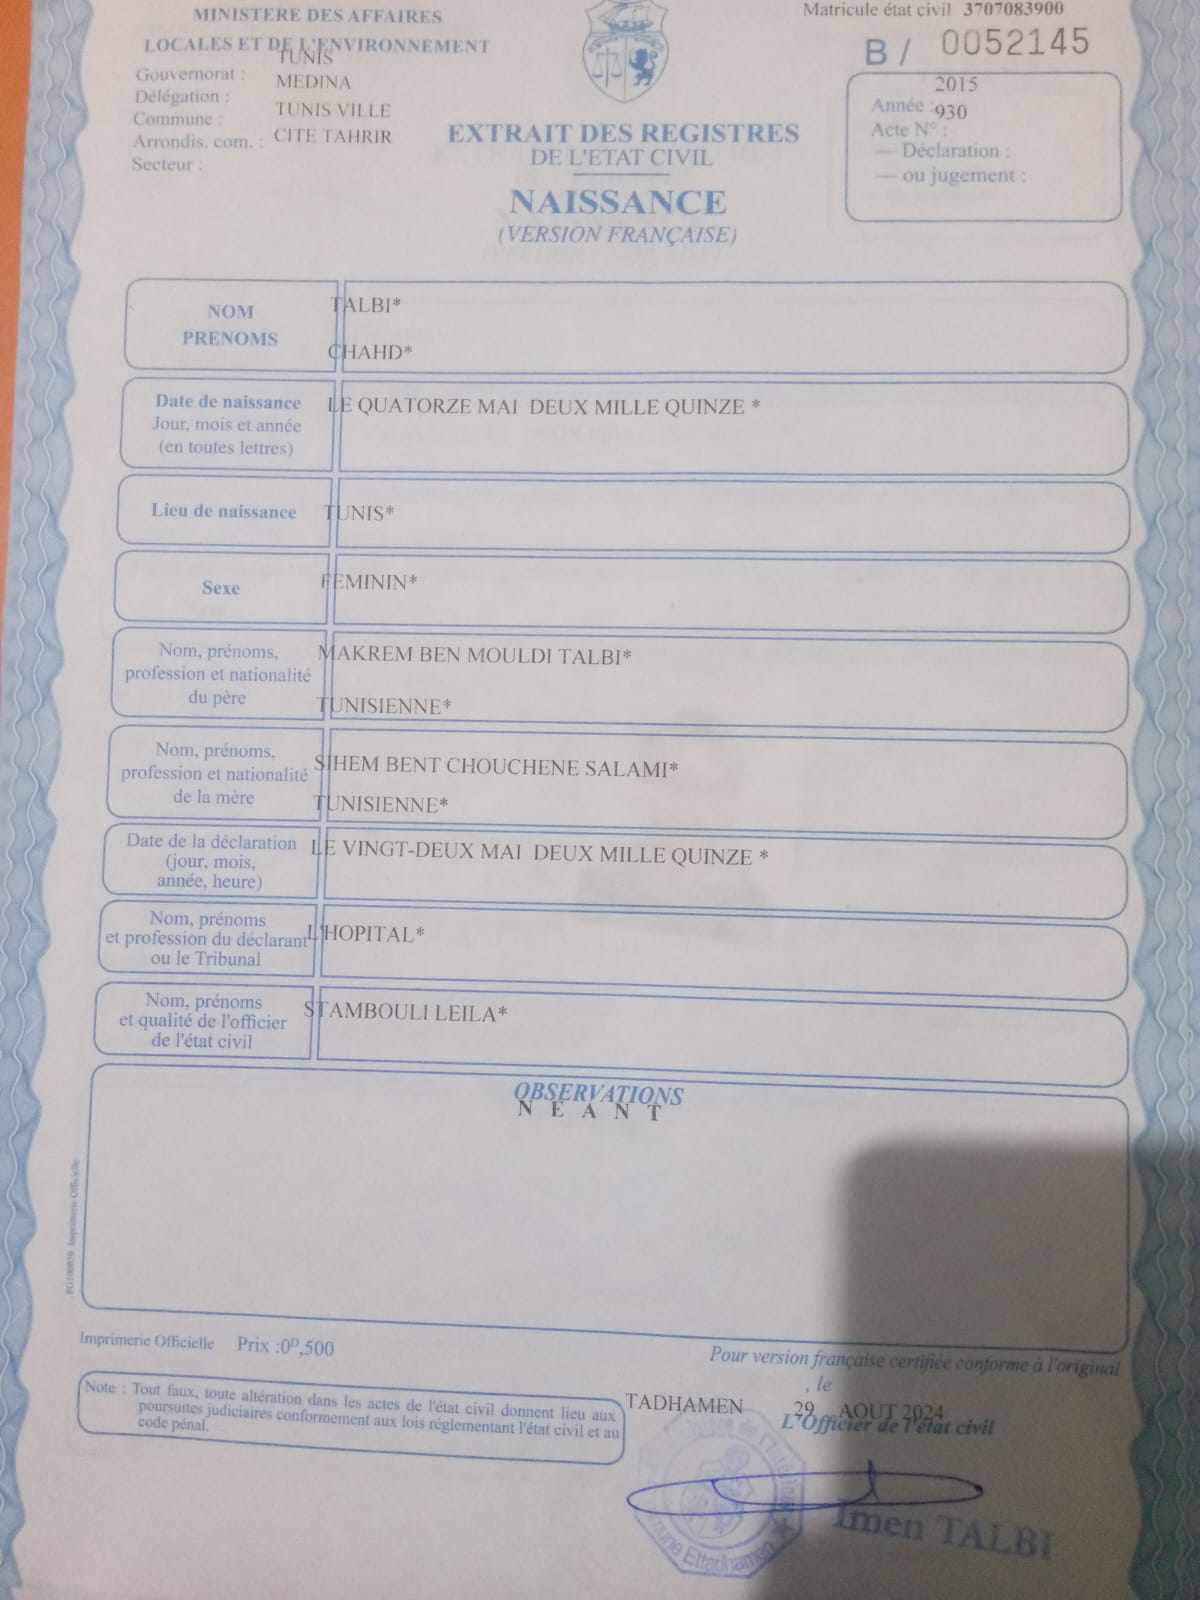 MINISTERE DES AFFAIRES
LOCALES ET DE L'ENVIRONNEMENT
Gouvernorat : TUNIS
Délégation : MEDINA
Commune : TUNIS VILLE
Arrondis. com. : CITE TAHRIR
Secteur :
Matricule état civil 3707083900
B / 0052145
Année : 2015
Acte N° : 930
— Déclaration :
— ou jugement :
EXTRAIT DES REGISTRES
DE L'ETAT CIVIL
NAISSANCE
(VERSION FRANÇAISE)
NOM
PRENOMS
TALBI*
CHAHD*
Date de naissance
Jour, mois et année
(en toutes lettres)
LE QUATORZE MAI DEUX MILLE QUINZE *
Lieu de naissance
TUNIS*
Sexe
FEMININ*
Nom, prénoms,
profession et nationalité
du père
MAKREM BEN MOULDI TALBI*
TUNISIENNE*
Nom, prénoms,
profession et nationalité
de la mère
SIHEM BENT CHOUCHENE SALAMI*
TUNISIENNE*
Date de la déclaration
(jour, mois,
année, heure)
LE VINGT-DEUX MAI DEUX MILLE QUINZE *
Nom, prénoms
et profession du déclarant
ou le Tribunal
L'HOPITAL*
Nom, prénoms
et qualité de l'officier
de l'état civil
STAMBOULI LEILA*
OBSERVATIONS
N E A N T
Imprimerie Officielle
Imprimerie Officielle Prix :0ᴰ,500
Pour version française certifiée conforme à l'original
, le
TADHAMEN 29 AOUT 2024
L'Officier de l'état civil
Note : Tout faux, toute altération dans les actes de l'état civil donnent lieu aux
poursuites judiciaires conformement aux lois réglementant l'état civil et au
code pénal.
Ettadhamen
Imen TALBI